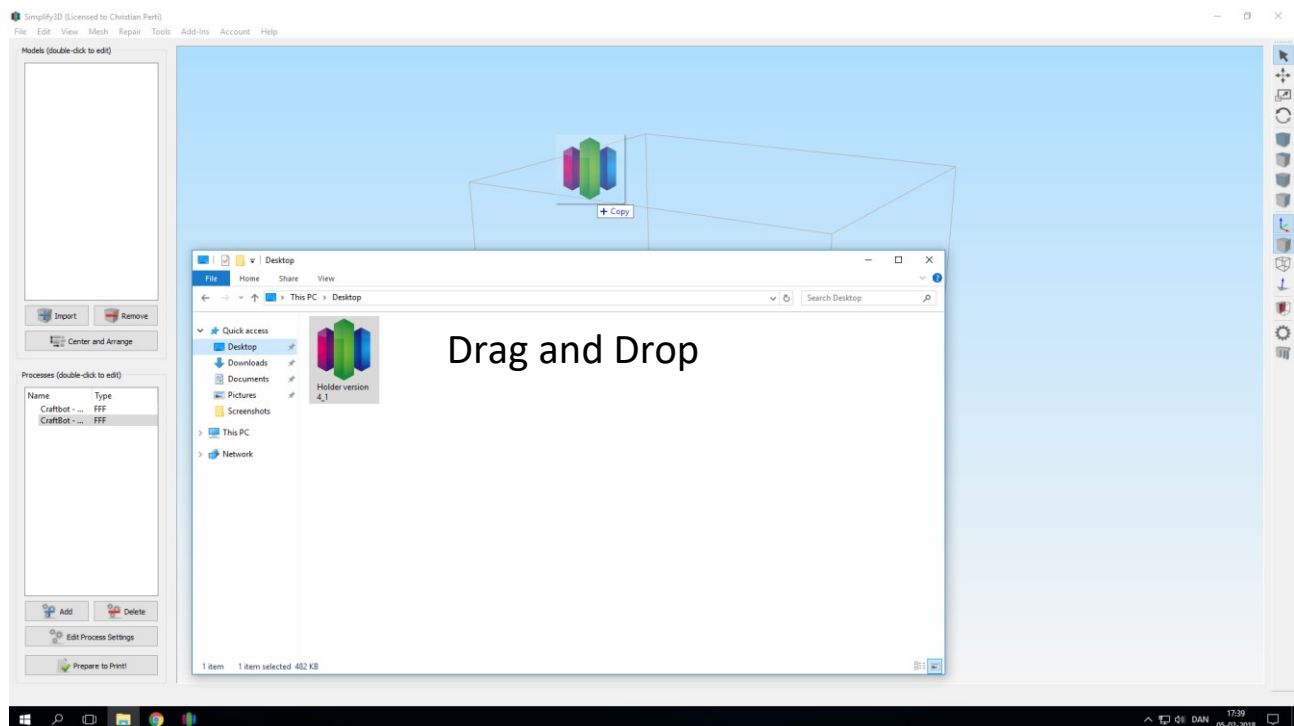 Simplify3D (Licensed to Christian Perti)
File Edit View Mesh Repair Tools Add-Ins Account Help
Models (double-click to edit)
+ Copy
Desktop
File Home Share View
This PC > Desktop
Search Desktop
Import Remove
Center and Arrange
Quick access
Desktop
Downloads
Documents
Pictures
Screenshots
This PC
Network
Holder version
4_1
Drag and Drop
Processes (double-click to edit)
Name Type
Craftbot - ... FFF
CraftBot - ... FFF
Add Delete
Edit Process Settings
Prepare to Print!
1 item 1 item selected 482 KB
DAN
17:39
05-02-2018